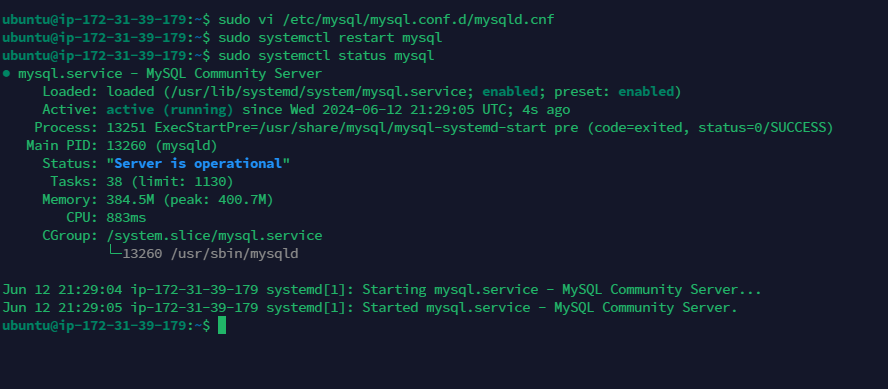 ubuntu@ip-172-31-39-179:~$ sudo vi /etc/mysql/mysql.conf.d/mysqld.cnf
ubuntu@ip-172-31-39-179:~$ sudo systemctl restart mysql
ubuntu@ip-172-31-39-179:~$ sudo systemctl status mysql
● mysql.service - MySQL Community Server
     Loaded: loaded (/usr/lib/systemd/system/mysql.service; enabled; preset: enabled)
     Active: active (running) since Wed 2024-06-12 21:29:05 UTC; 4s ago
    Process: 13251 ExecStartPre=/usr/share/mysql/mysql-systemd-start pre (code=exited, status=0/SUCCESS)
   Main PID: 13260 (mysqld)
     Status: "Server is operational"
      Tasks: 38 (limit: 1130)
     Memory: 384.5M (peak: 400.7M)
        CPU: 883ms
     CGroup: /system.slice/mysql.service
             └─13260 /usr/sbin/mysqld

Jun 12 21:29:04 ip-172-31-39-179 systemd[1]: Starting mysql.service - MySQL Community Server...
Jun 12 21:29:05 ip-172-31-39-179 systemd[1]: Started mysql.service - MySQL Community Server.
ubuntu@ip-172-31-39-179:~$